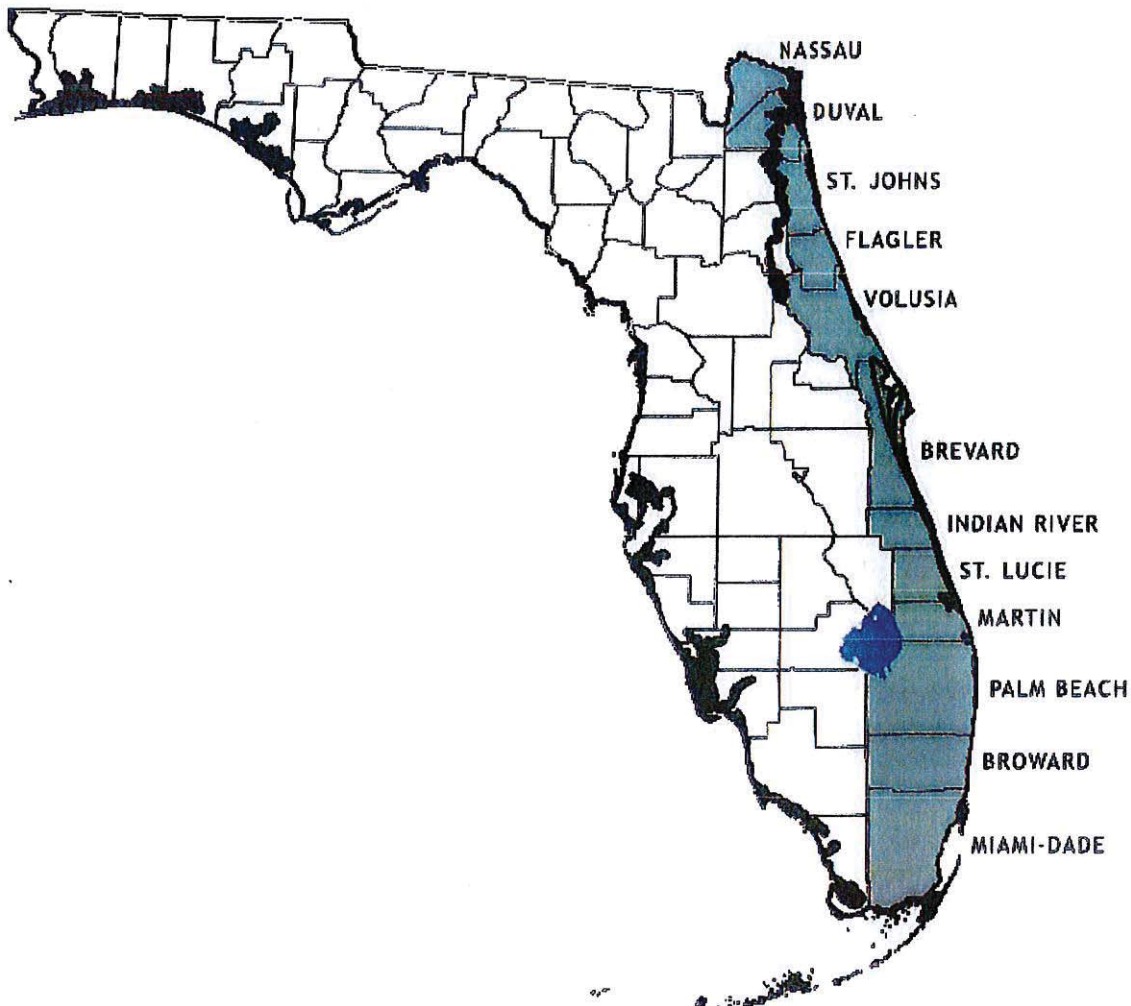 NASSAU
DUVAL
ST. JOHNS
FLAGLER
VOLUSIA
BREVARD
INDIAN RIVER
ST. LUCIE
MARTIN
PALM BEACH
BROWARD
MIAMI-DADE